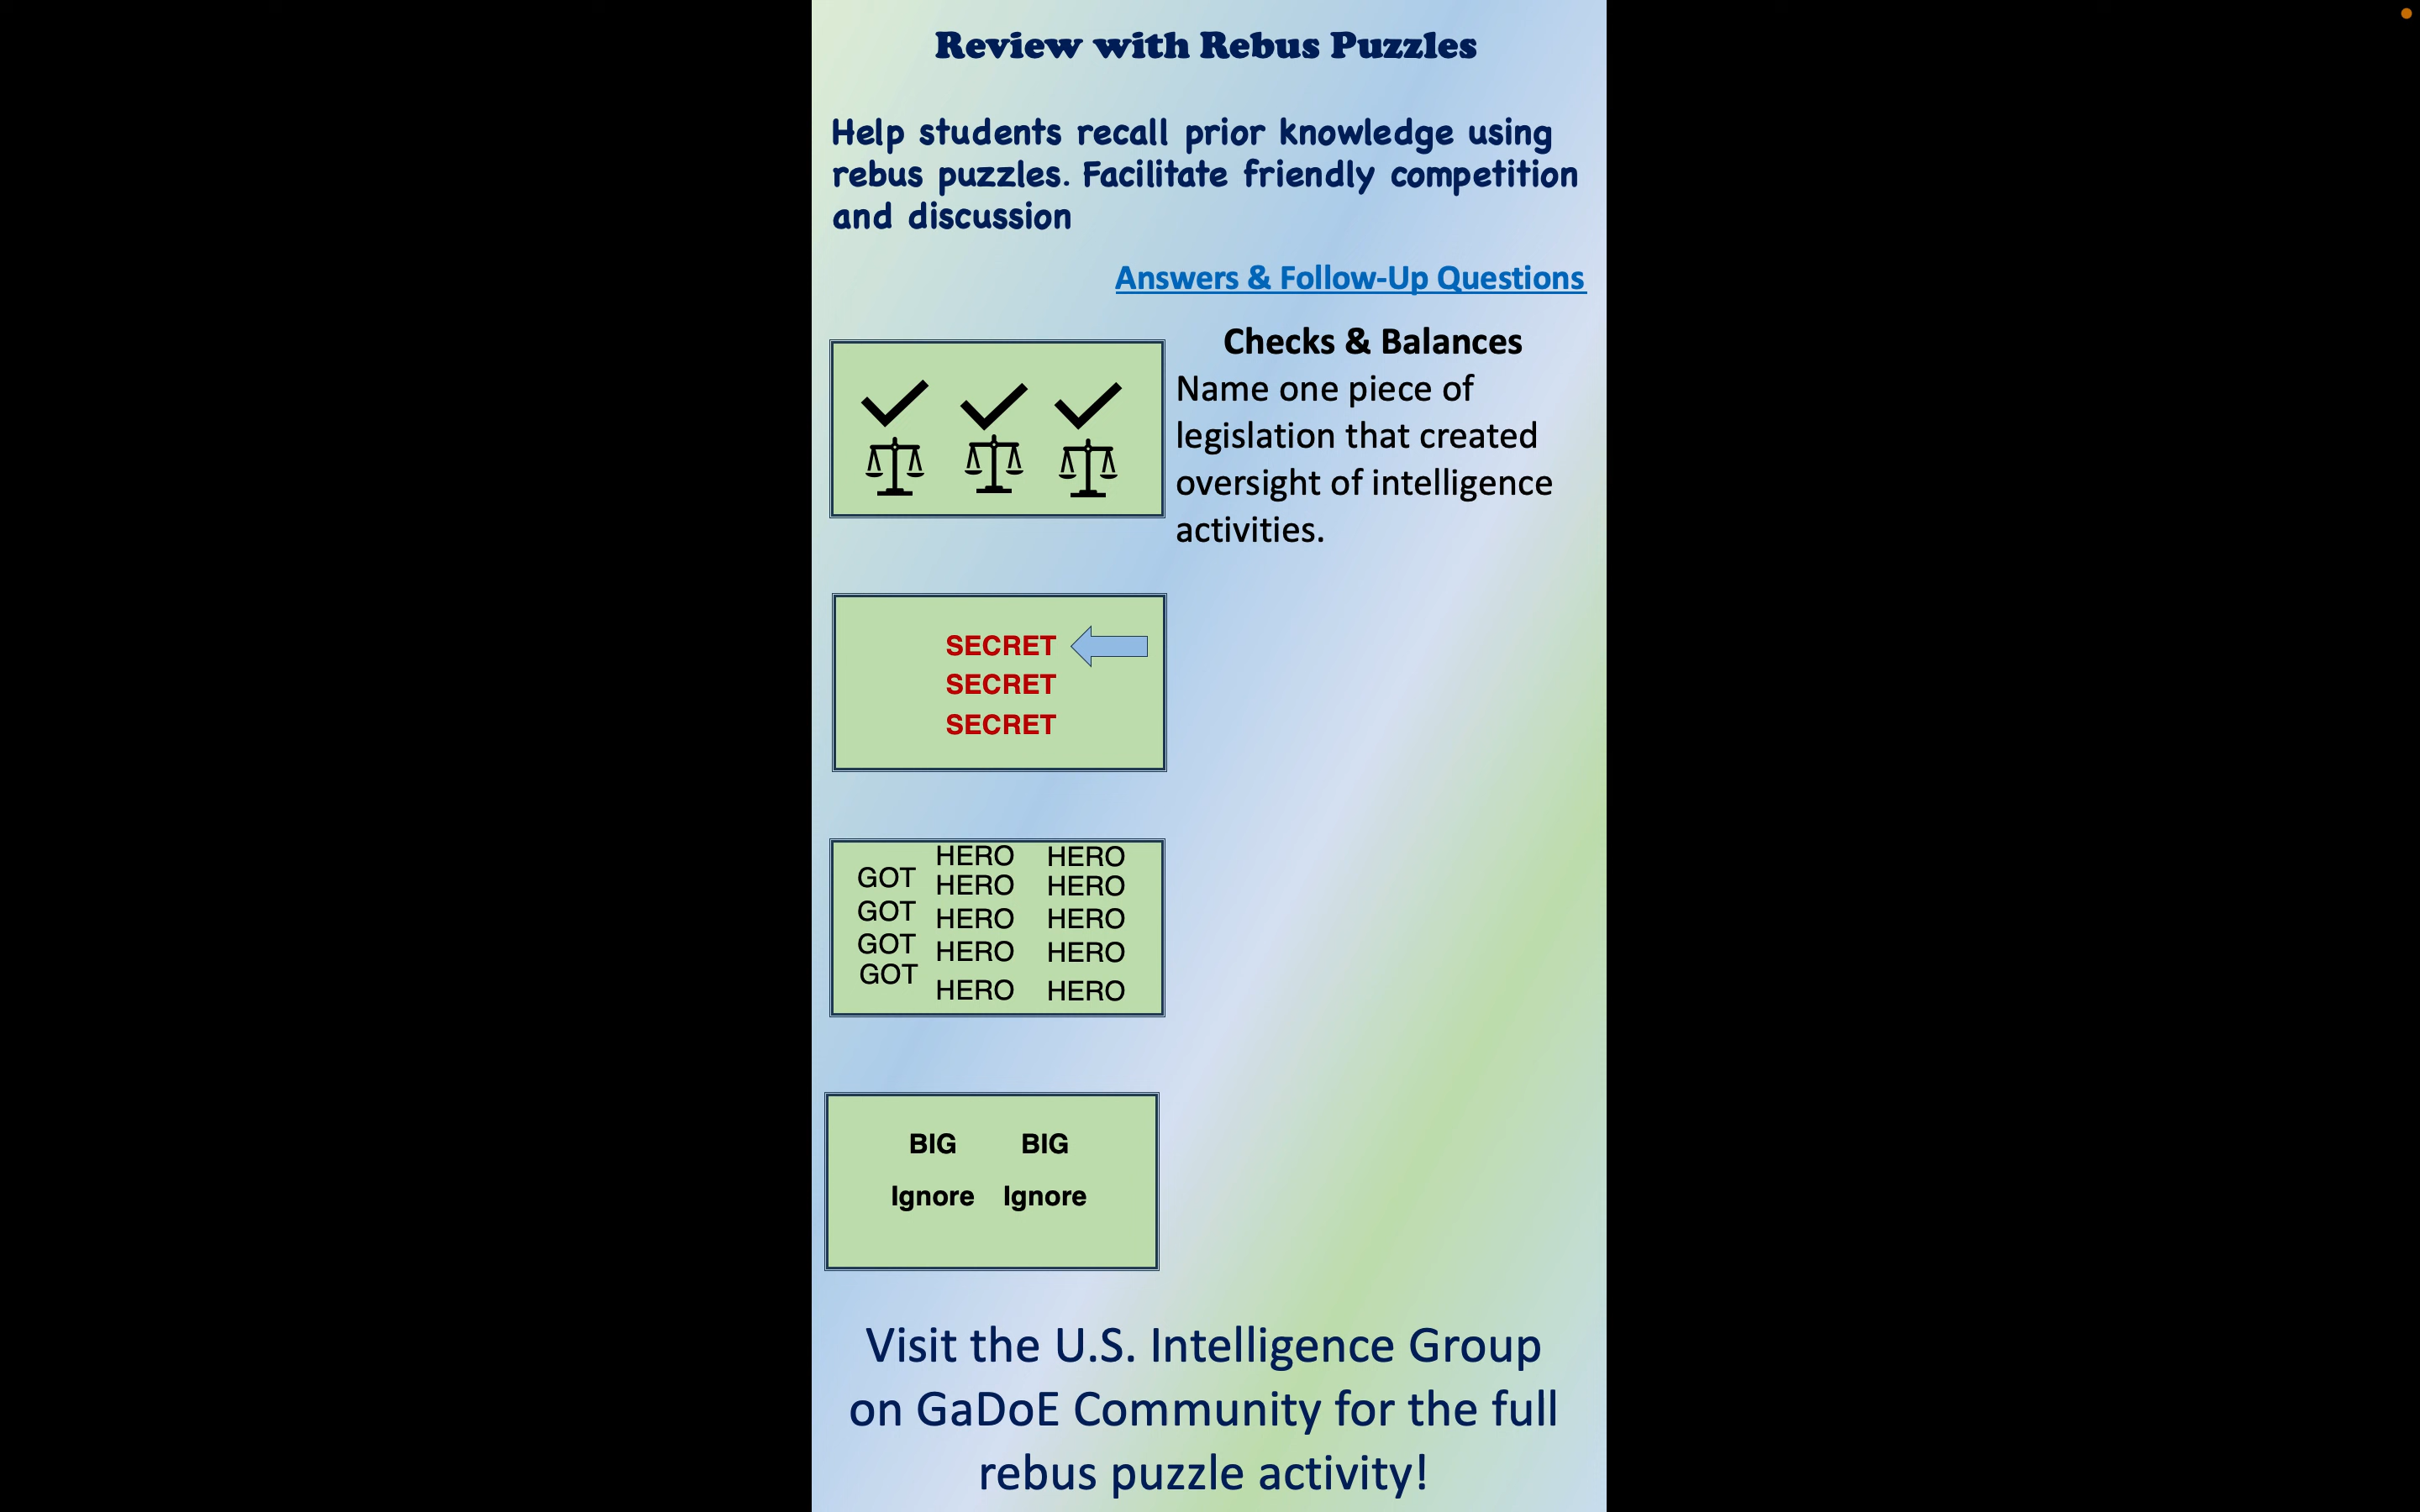 Review with Rebus Puzzles
Help students recall prior knowledge using
rebus puzzles. Facilitate friendly competition
and discussion
Answers & Follow-Up Questions
Checks & Balances
Name one piece of
legislation that created
oversight of intelligence
activities.
SECRET
SECRET
SECRET
HERO HERO
GOT HERO HERO
GOT HERO HERO
GOT HERO HERO
GOT HERO HERO
BIG BIG
Ignore Ignore
Visit the U.S. Intelligence Group
on GaDoE Community for the full
rebus puzzle activity!